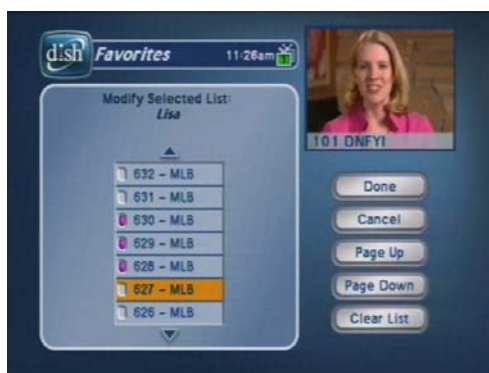 dish Favorites 11:26am 1
Modify Selected List:
Lisa
632 - MLB
631 - MLB
630 - MLB
629 - MLB
628 - MLB
627 - MLB
626 - MLB
101 DNFYI
Done
Cancel
Page Up
Page Down
Clear List